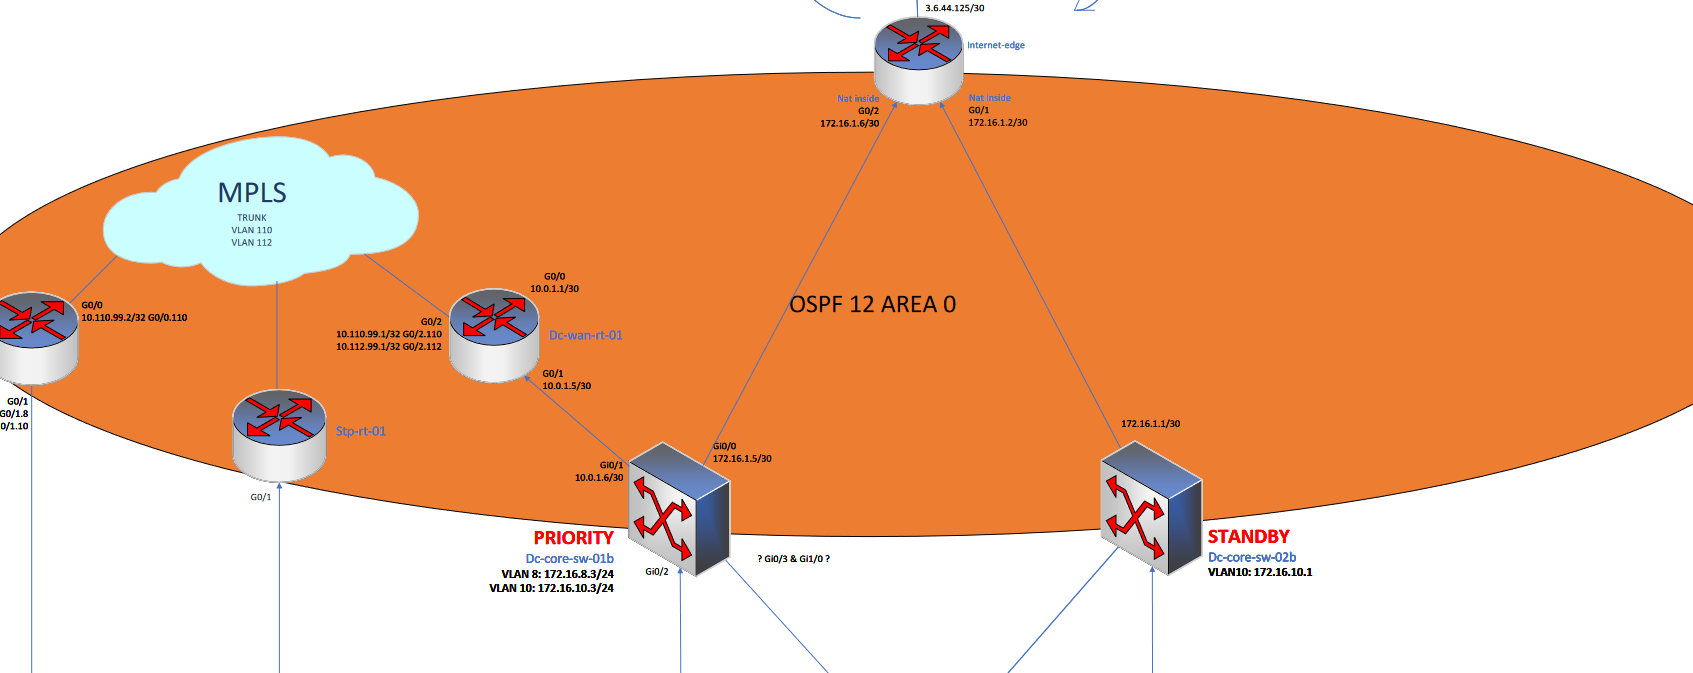 3.6.44.125/30
Internet-edge
Nat inside
G0/2
172.16.1.6/30
Nat Inside
G0/1
172.16.1.2/30
MPLS
TRUNK
VLAN 110
VLAN 112
G0/0
10.110.99.2/32 G0/0.110
G0/0
10.0.1.1/30
G0/2
10.110.99.1/32 G0/2.110
10.112.99.1/32 G0/2.112
Dc-wan-rt-01
G0/1
10.0.1.5/30
OSPF 12 AREA 0
G0/1
G0/1.8
0/1.10
Stp-rt-01
G0/1
Gi0/1
10.0.1.6/30
Gi0/0
172.16.1.5/30
172.16.1.1/30
PRIORITY
Dc-core-sw-01b
VLAN 8: 172.16.8.3/24
VLAN 10: 172.16.10.3/24
Gi0/2
? Gi0/3 & Gi1/0 ?
STANDBY
Dc-core-sw-02b
VLAN10: 172.16.10.1